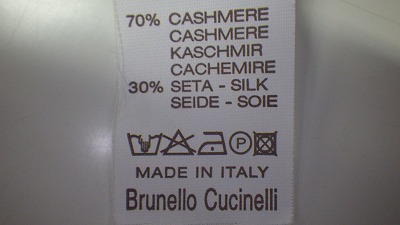 70% CASHMERE
CASHMERE
KASCHMIR
CACHEMIRE
30% SETA - SILK
SEIDE - SOIE
P
MADE IN ITALY
Brunello Cucinelli